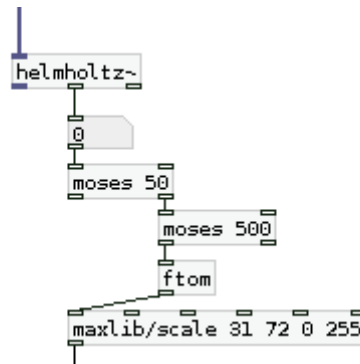 helmholtz~
0
moses 50
moses 500
ftom
maxlib/scale 31 72 0 255